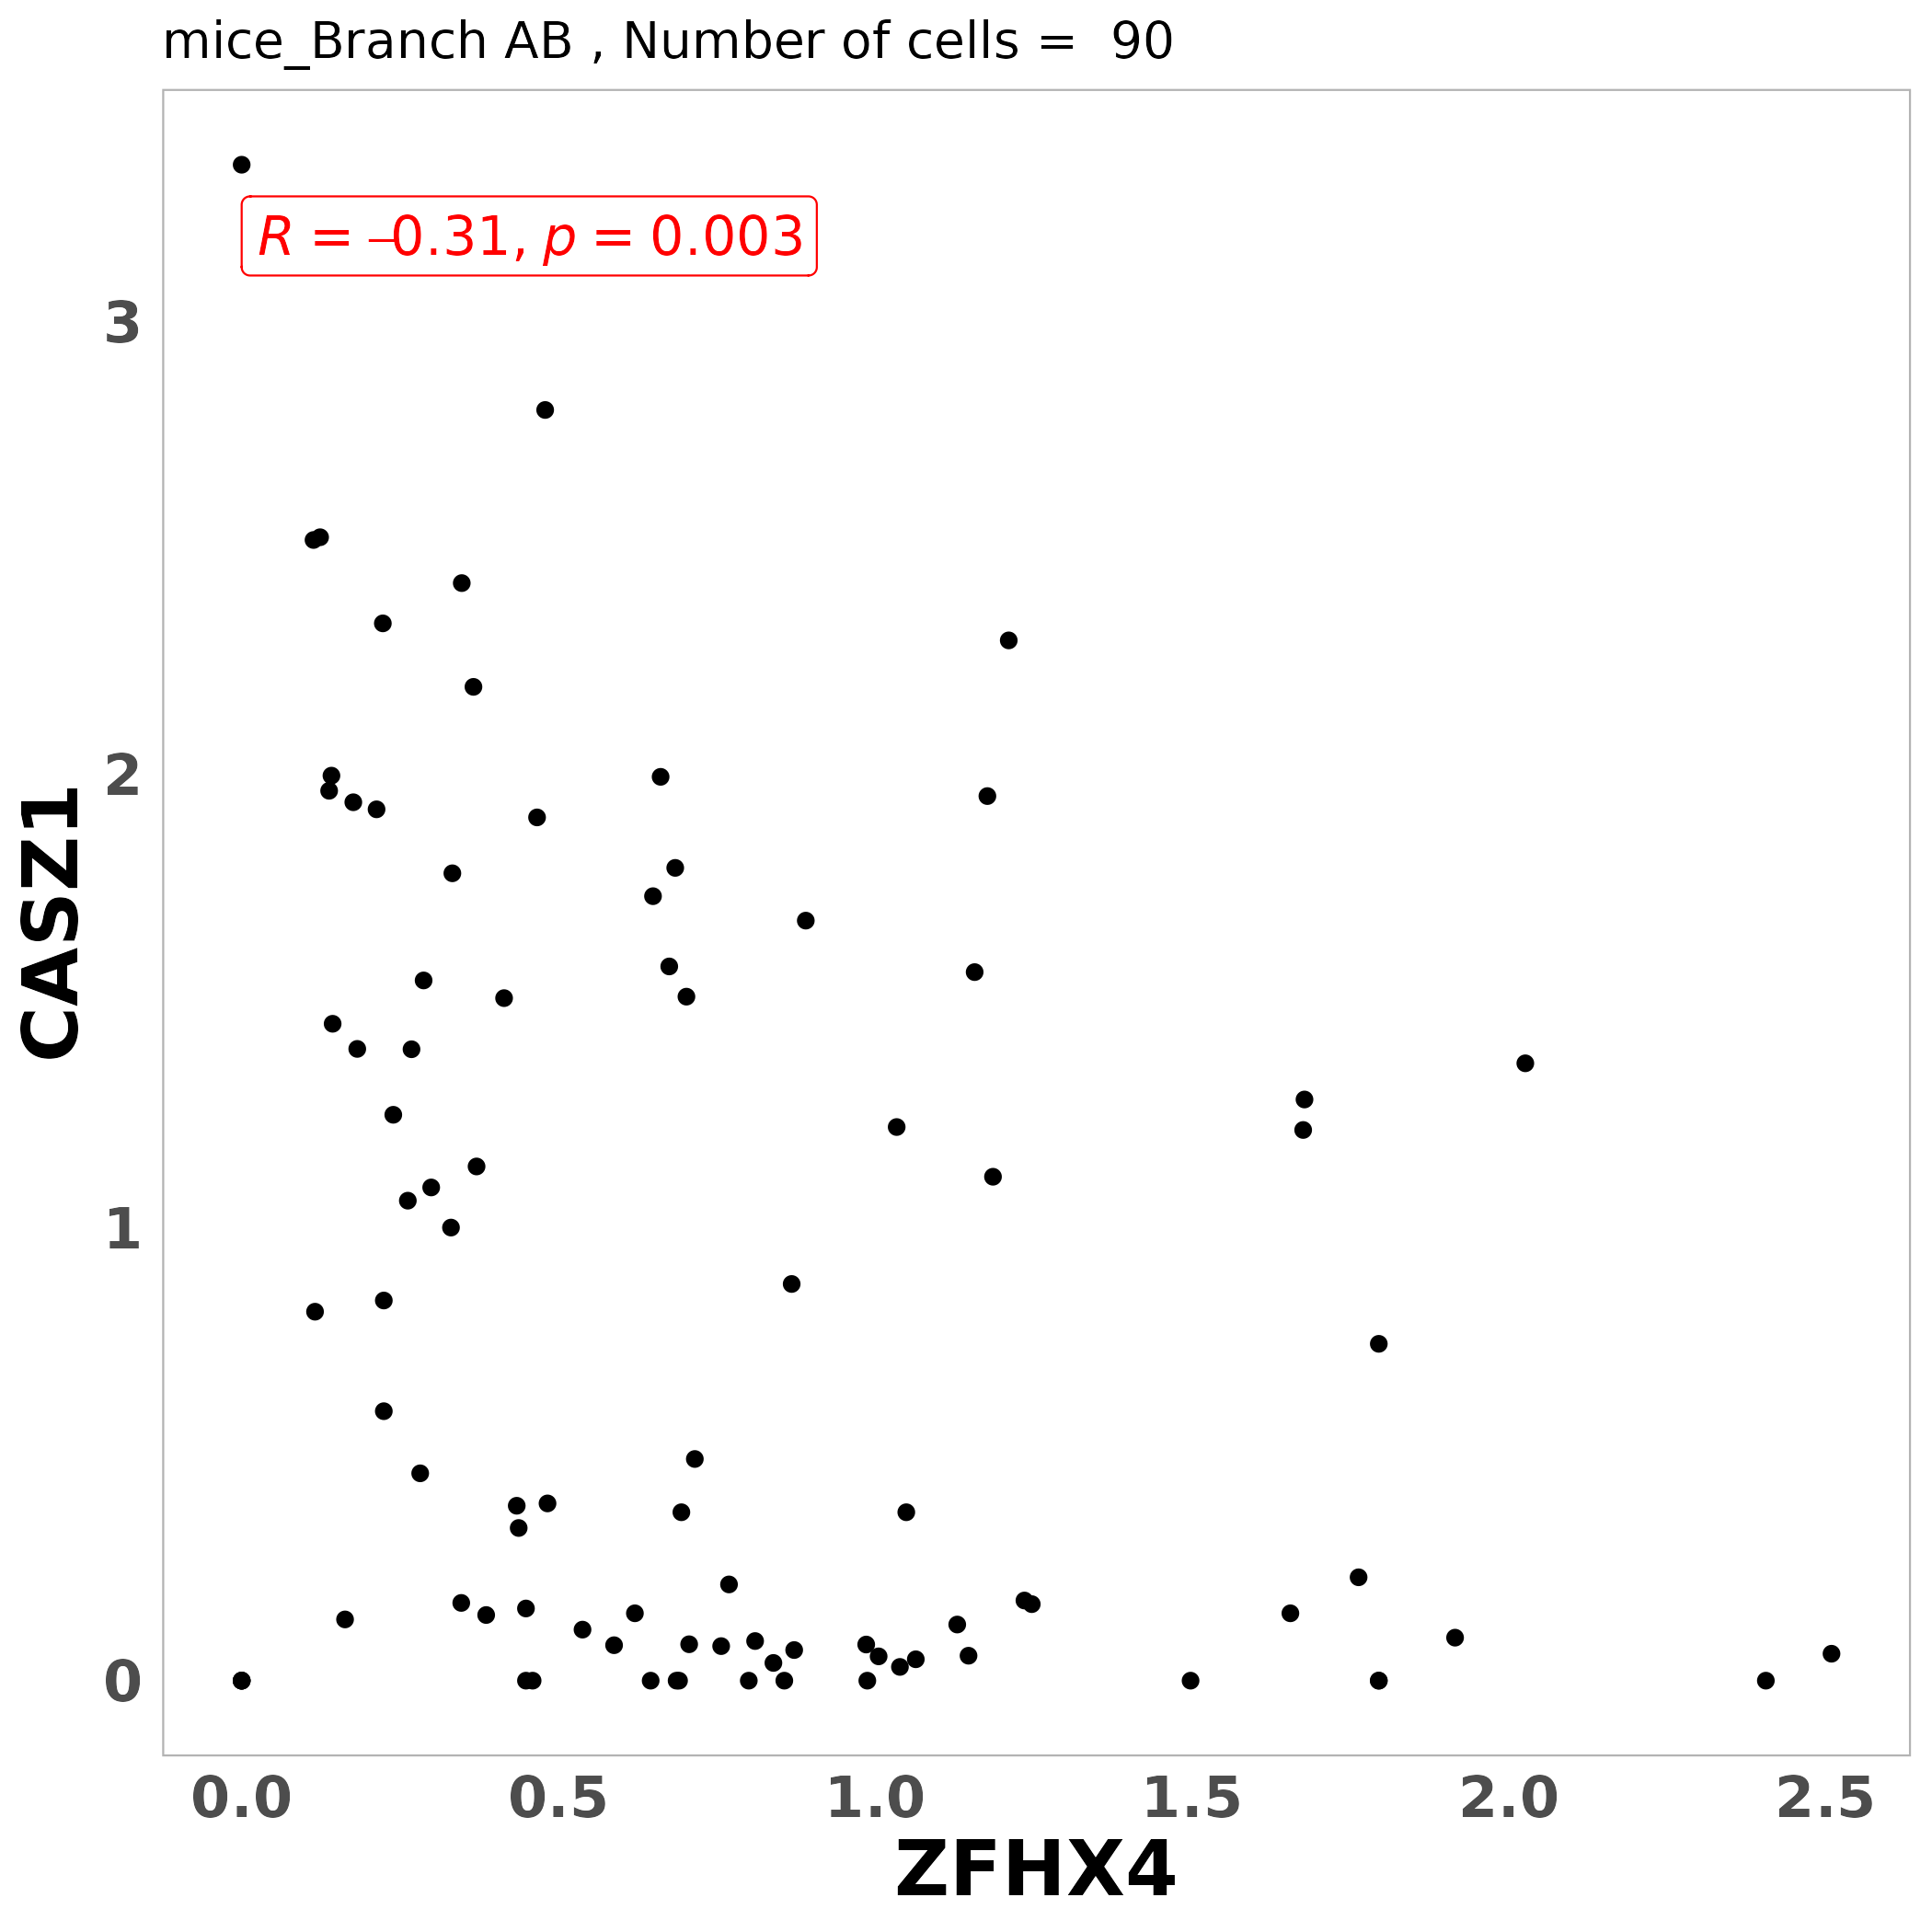 mice_Branch AB , Number of cells =  90
R = –0.31, p = 0.003
3
2
1
0
CASZ1
0.0 0.5 1.0 1.5 2.0 2.5
ZFHX4